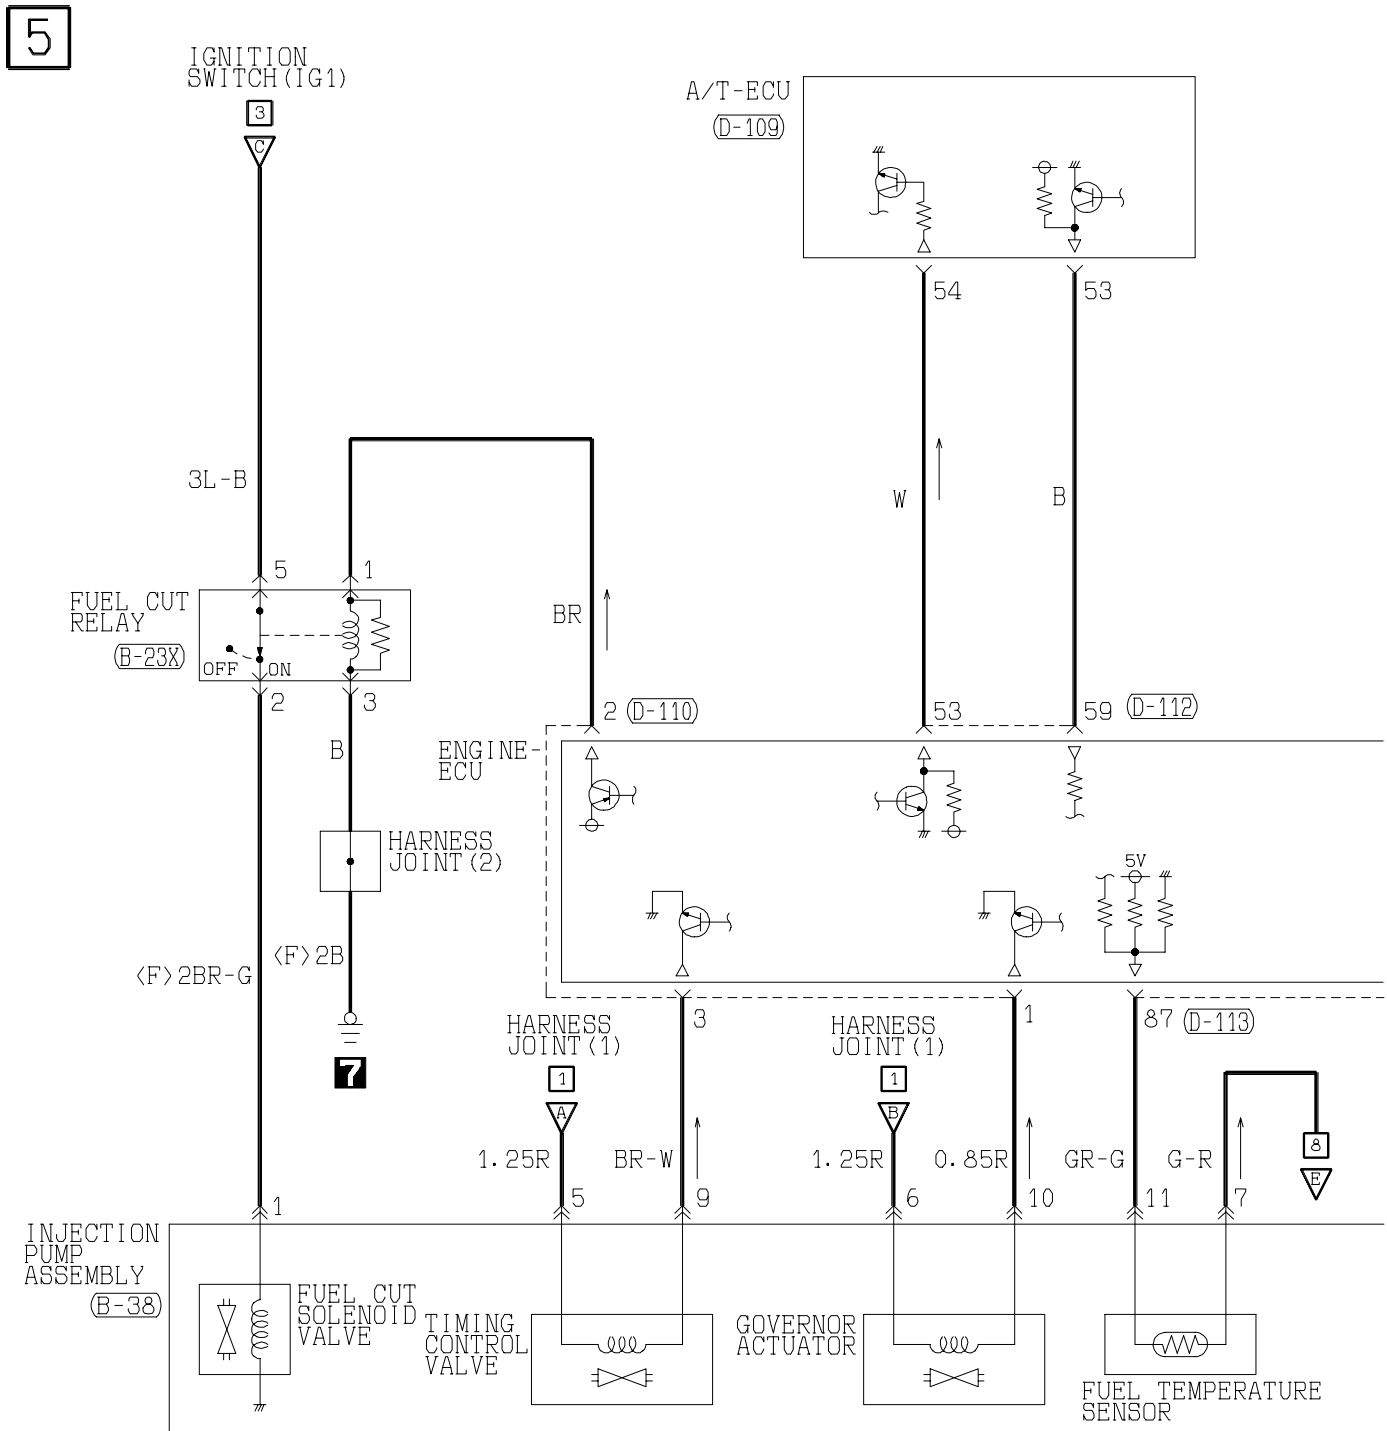 5
IGNITION
SWITCH(IG1)
3
C
A/T-ECU
(D-109)
54
53
3L-B
W
B
5
1
FUEL CUT
RELAY
(B-23X)
OFF
ON
BR
2
3
2
(D-110)
53
59
(D-112)
B
ENGINE-
ECU
HARNESS
JOINT(2)
5V
<F>2BR-G
<F>2B
7
HARNESS
JOINT(1)
1
A
3
HARNESS
JOINT(1)
1
B
1
87
(D-113)
8
E
1.25R
BR-W
1.25R
0.85R
GR-G
G-R
1
5
9
6
10
11
7
INJECTION
PUMP
ASSEMBLY
(B-38)
FUEL CUT
SOLENOID
VALVE
TIMING
CONTROL
VALVE
GOVERNOR
ACTUATOR
FUEL TEMPERATURE
SENSOR